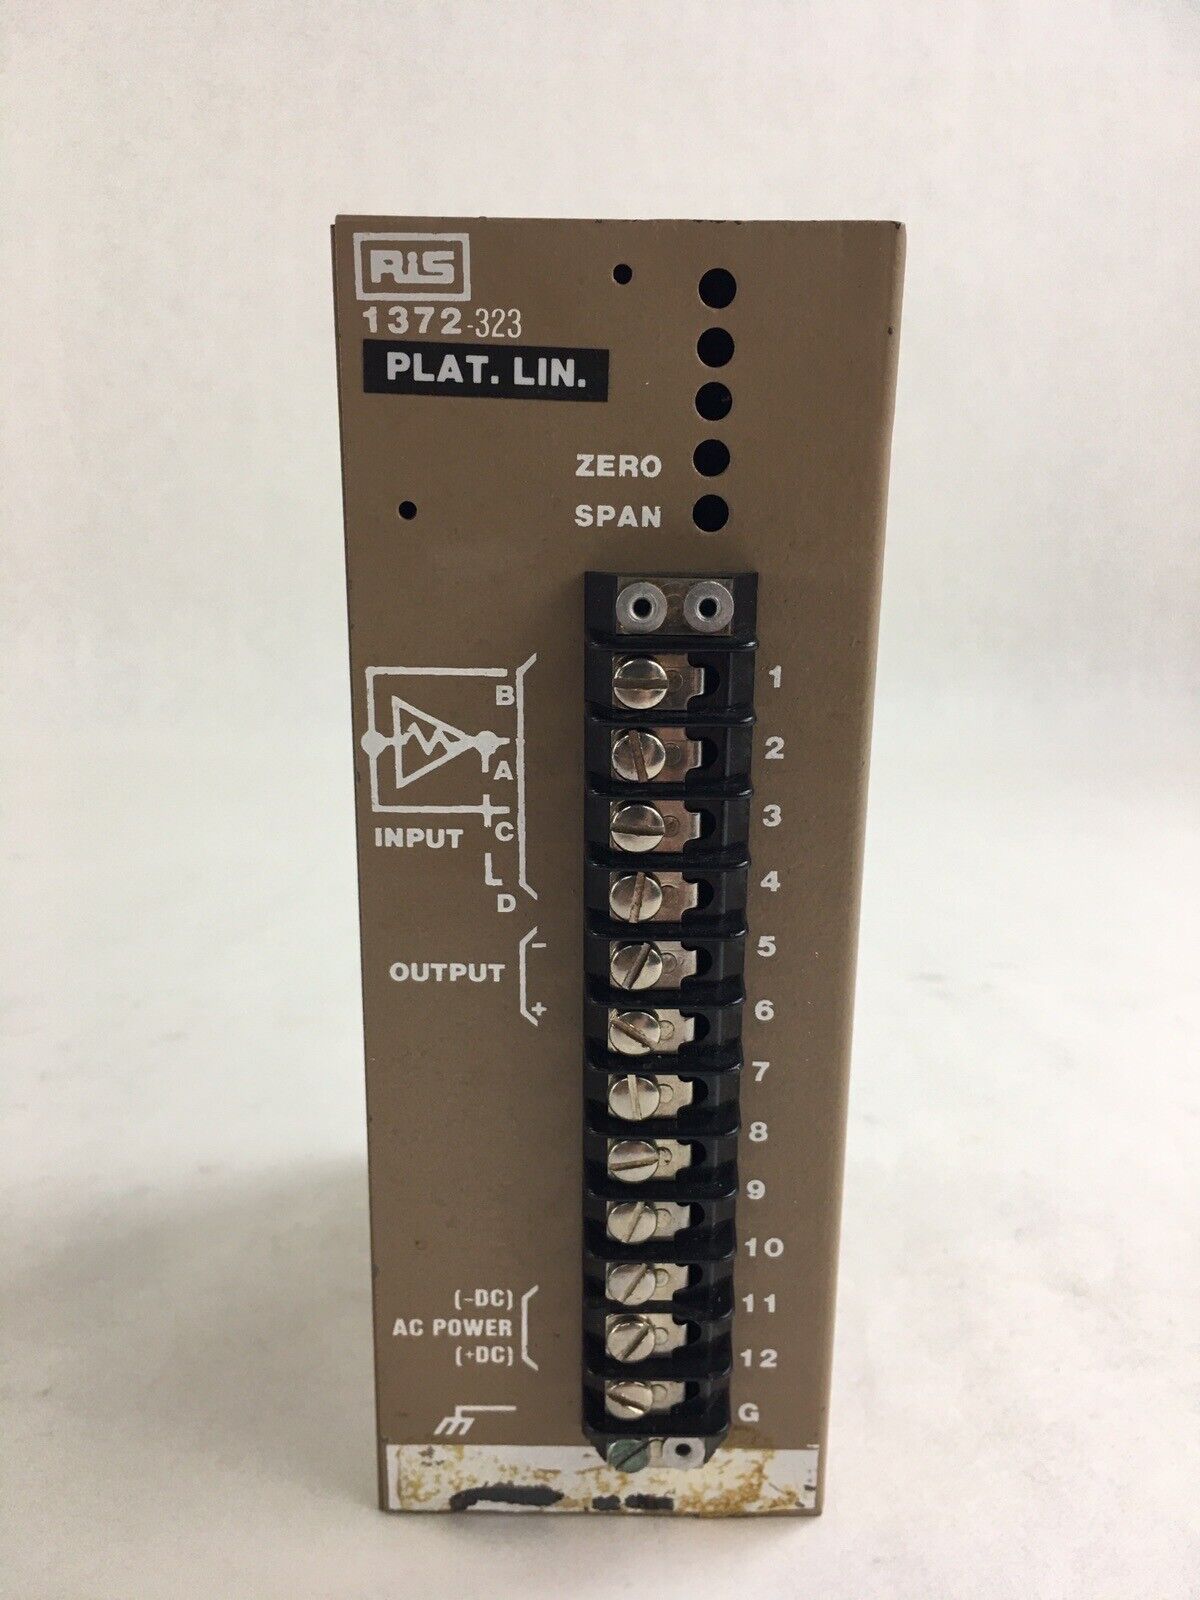 RIS
1372-323
PLAT. LIN.
ZERO
SPAN
B
A
C
D
INPUT
OUTPUT
-
+
(-DC)
AC POWER
(+DC)
1
2
3
4
5
6
7
8
9
10
11
12
G